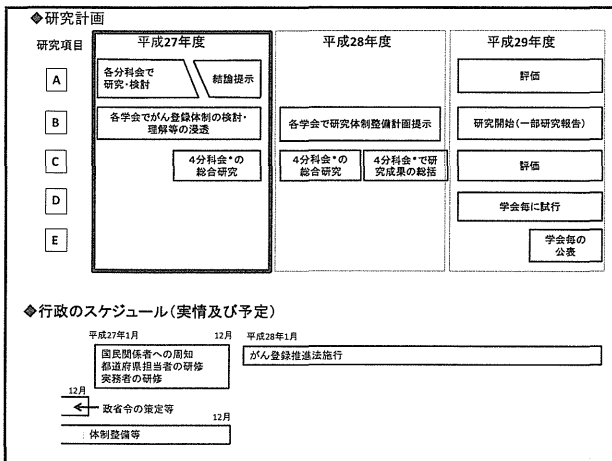 ◆研究計画
研究項目
平成27年度
平成28年度
平成29年度
A
各分科会で
研究・検討
結論提示
評価
B
各学会でがん登録体制の検討・
理解等の浸透
各学会で研究体制整備計画提示
研究開始(一部研究報告)
C
4分科会*の
総合研究
4分科会*の
総合研究
4分科会*で研
究成果の総括
評価
D
学会毎に試行
E
学会毎の
公表
◆行政のスケジュール(実情及び予定)
平成27年1月
12月
平成28年1月
国民関係者への周知
都道府県担当者の研修
実務者の研修
がん登録推進法施行
12月
政省令の策定等
12月
体制整備等